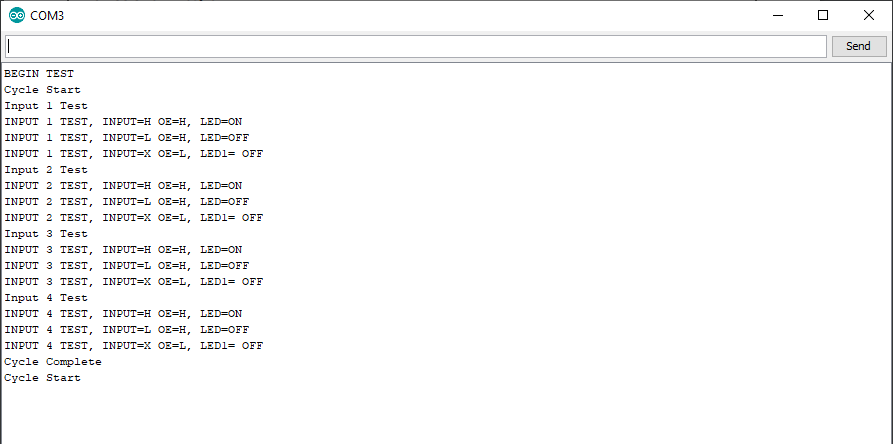 COM3
Send
BEGIN TEST
Cycle Start
Input 1 Test
INPUT 1 TEST, INPUT=H OE=H, LED=ON
INPUT 1 TEST, INPUT=L OE=H, LED=OFF
INPUT 1 TEST, INPUT=X OE=L, LED1= OFF
Input 2 Test
INPUT 2 TEST, INPUT=H OE=H, LED=ON
INPUT 2 TEST, INPUT=L OE=H, LED=OFF
INPUT 2 TEST, INPUT=X OE=L, LED1= OFF
Input 3 Test
INPUT 3 TEST, INPUT=H OE=H, LED=ON
INPUT 3 TEST, INPUT=L OE=H, LED=OFF
INPUT 3 TEST, INPUT=X OE=L, LED1= OFF
Input 4 Test
INPUT 4 TEST, INPUT=H OE=H, LED=ON
INPUT 4 TEST, INPUT=L OE=H, LED=OFF
INPUT 4 TEST, INPUT=X OE=L, LED1= OFF
Cycle Complete
Cycle Start